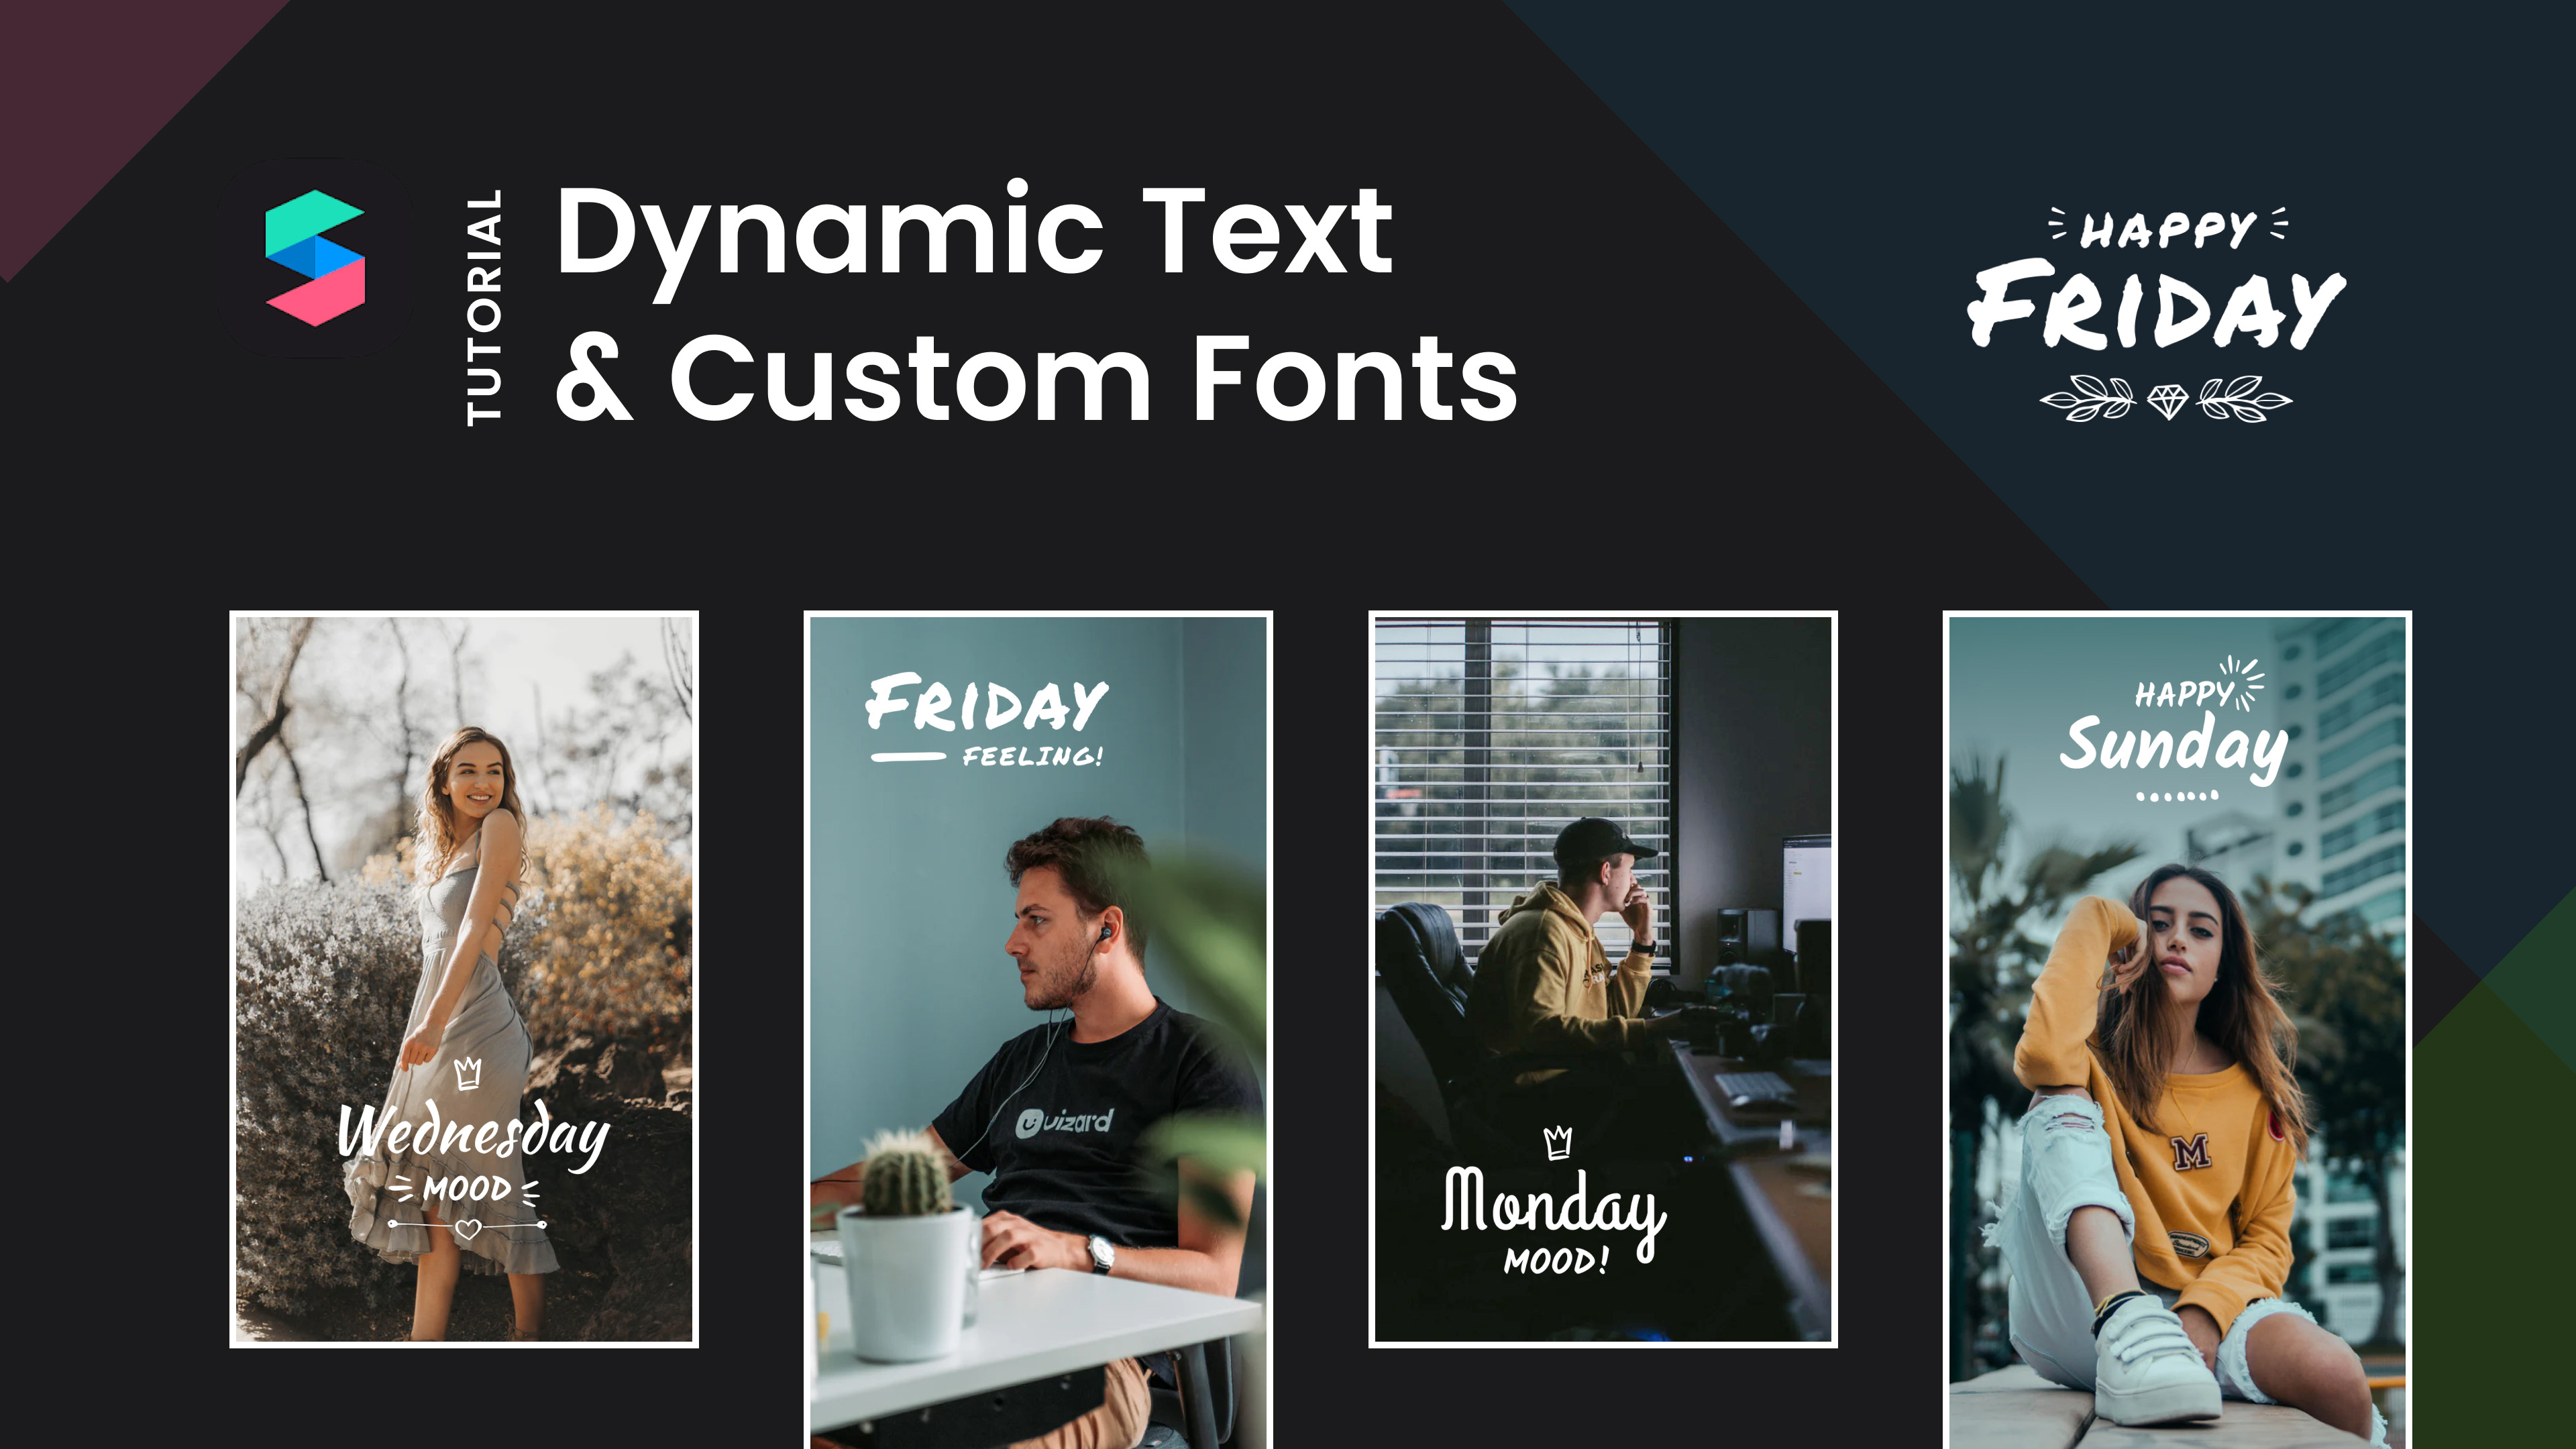 TUTORIAL
Dynamic Text
& Custom Fonts
HAPPY
FRIDAY
Wednesday
MOOD
FRIDAY
FEELING!
uizard
Monday
MOOD!
HAPPY
Sunday
M